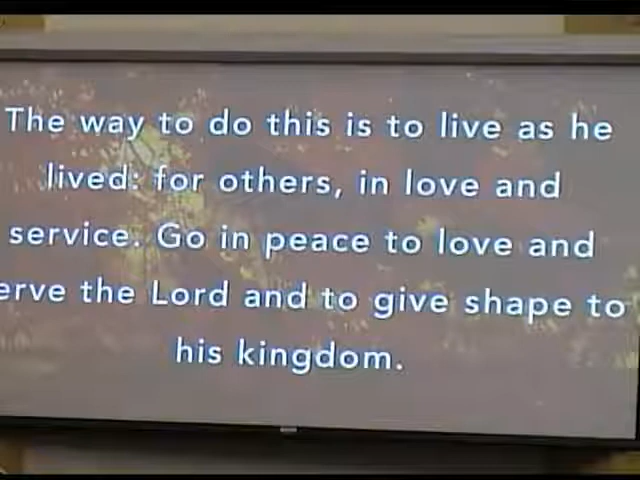 The way to do this is to live as he
lived: for others, in love and
service. Go in peace to love and
erve the Lord and to give shape to
his kingdom.